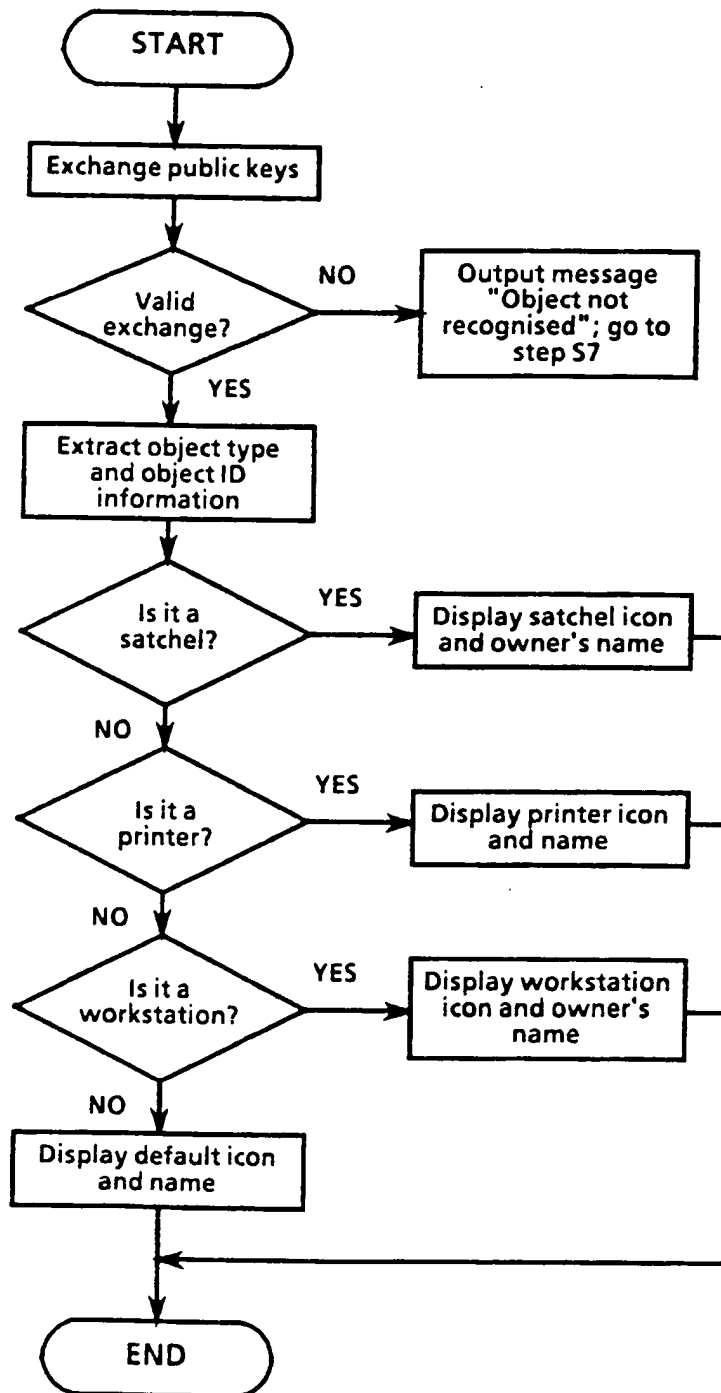 START
Exchange public keys
Valid
exchange?
NO
Output message
"Object not
recognised"; go to
step S7
YES
Extract object type
and object ID
information
Is it a
satchel?
YES
Display satchel icon
and owner's name
NO
Is it a
printer?
YES
Display printer icon
and name
NO
Is it a
workstation?
YES
Display workstation
icon and owner's
name
NO
Display default icon
and name
END